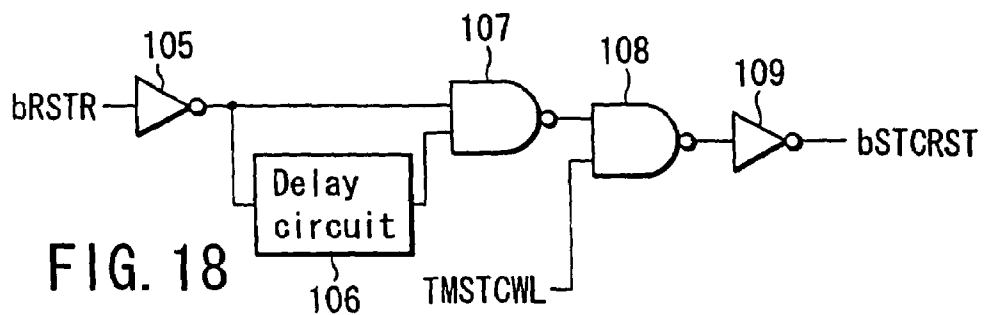 107
105
108
109
bRSTR
bSTCRST
Delay
circuit
FIG. 18
106
TMSTCWL